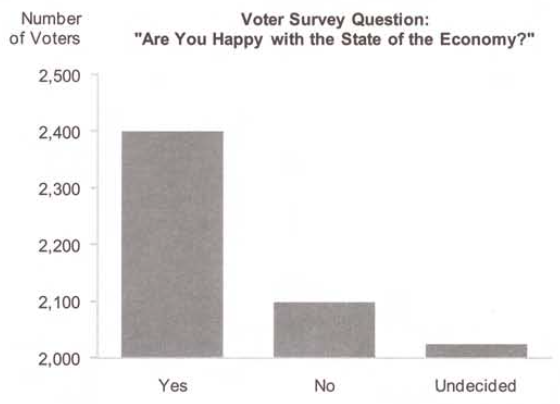 Number
of Voters
Voter Survey Question:
"Are You Happy with the State of the Economy?"
2,500
2,400
2,300
2,200
2,100
2,000
Yes
No
Undecided